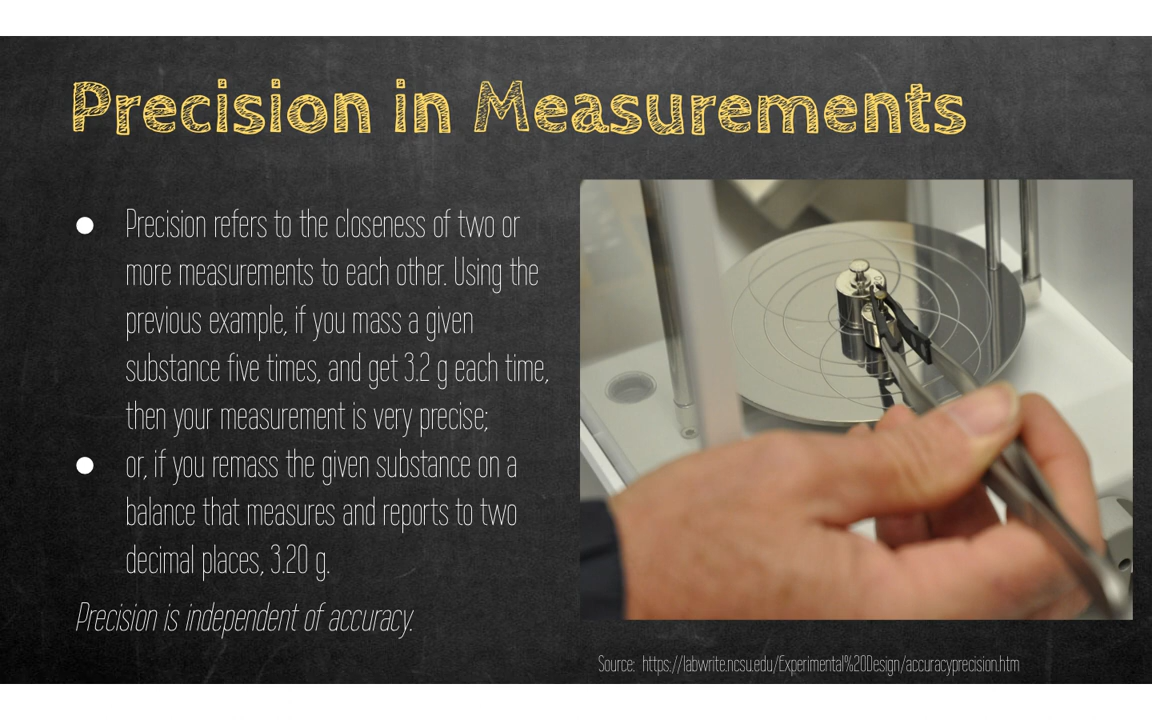 Precision in Measurements
Precision refers to the closeness of two or
more measurements to each other. Using the
previous example, if you mass a given
substance five times, and get 3.2 g each time,
then your measurement is very precise;
or, if you remass the given substance on a
balance that measures and reports to two
decimal places, 3.20 g.
Precision is independent of accuracy.
Source: https://labwrite.ncsu.edu/Experimental%20Design/accuracyprecision.htm